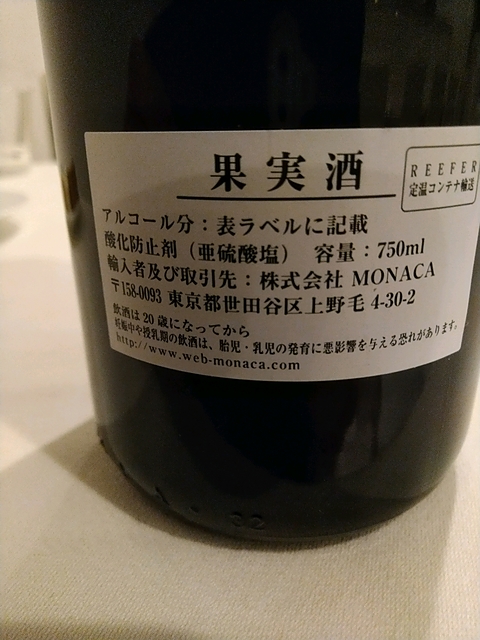 果実酒
REEFER
定温コンテナ輸送
アルコール分：表ラベルに記載
酸化防止剤（亜硫酸塩） 容量：750ml
輸入者及び取引先：株式会社 MONACA
〒158-0093 東京都世田谷区上野毛 4-30-2
飲酒は20歳になってから
妊娠中や授乳期の飲酒は、胎児・乳児の発育に悪影響を与える恐れがあります。
http://www.web-monaca.com